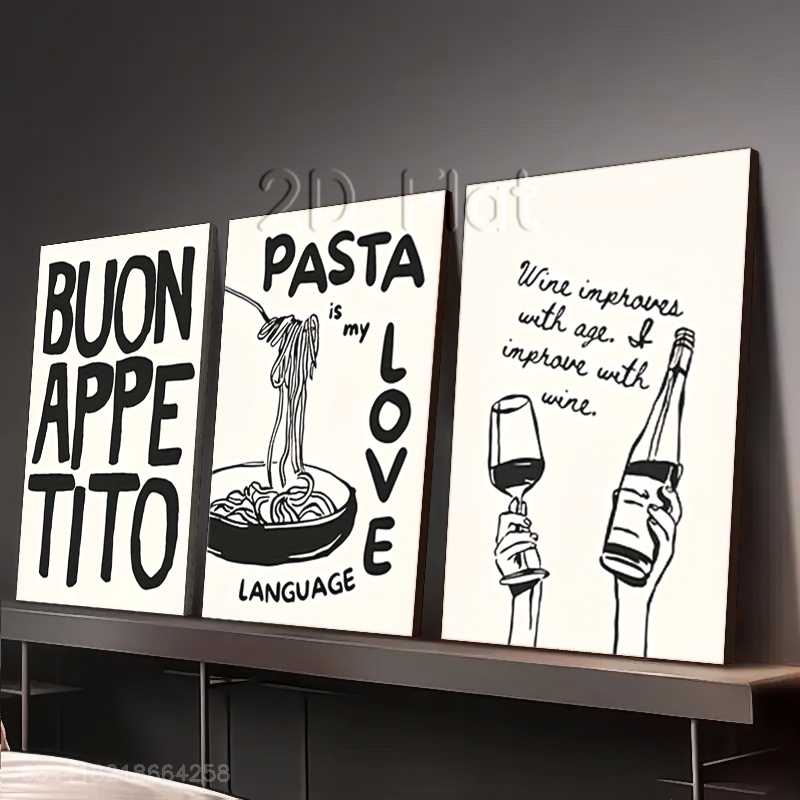 2D Flat
BUON
APPE
TITO
PASTA
is
my
LOVE
LANGUAGE
Wine improves
with age. I
improve with
wine.